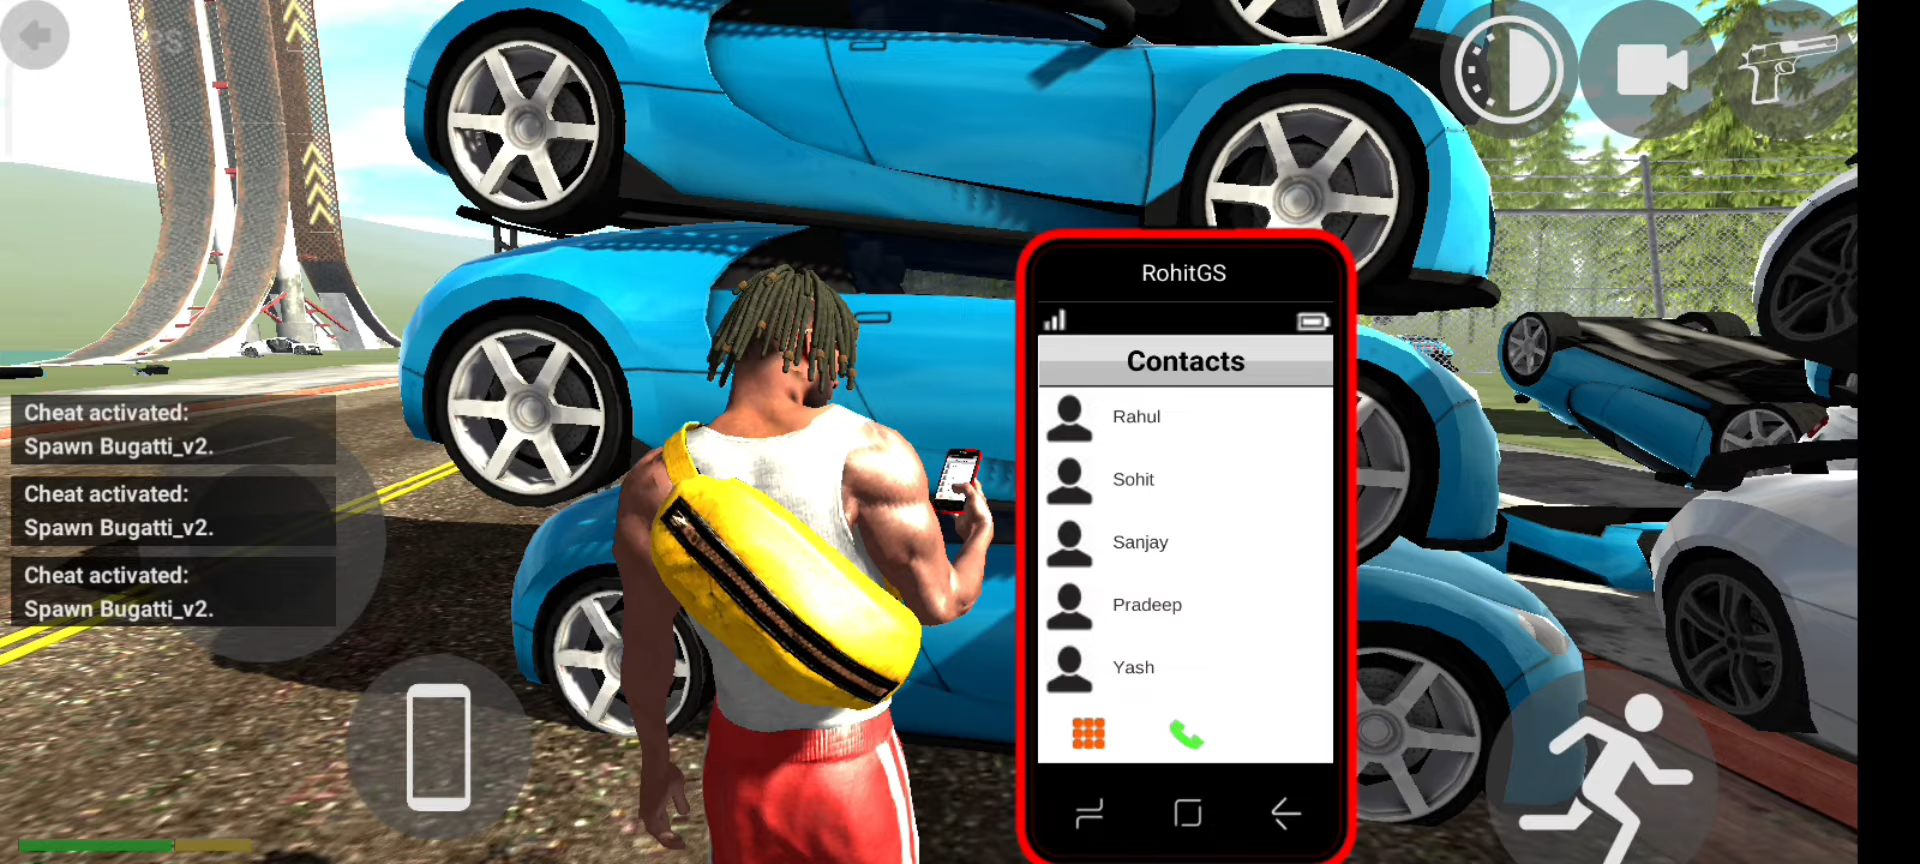 Cheat activated:
Spawn Bugatti_v2.
Cheat activated:
Spawn Bugatti_v2.
Cheat activated:
Spawn Bugatti_v2.
RohitGS
Contacts
Rahul
Sohit
Sanjay
Pradeep
Yash